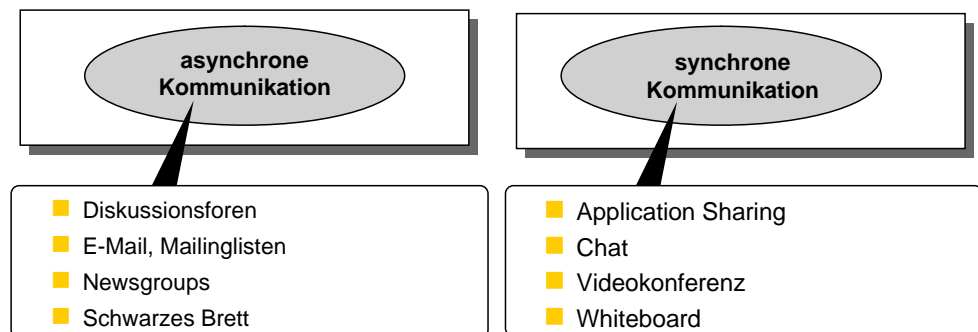 asynchrone
Kommunikation
Diskussionsforen
E-Mail, Mailinglisten
Newsgroups
Schwarzes Brett
synchrone
Kommunikation
Application Sharing
Chat
Videokonferenz
Whiteboard